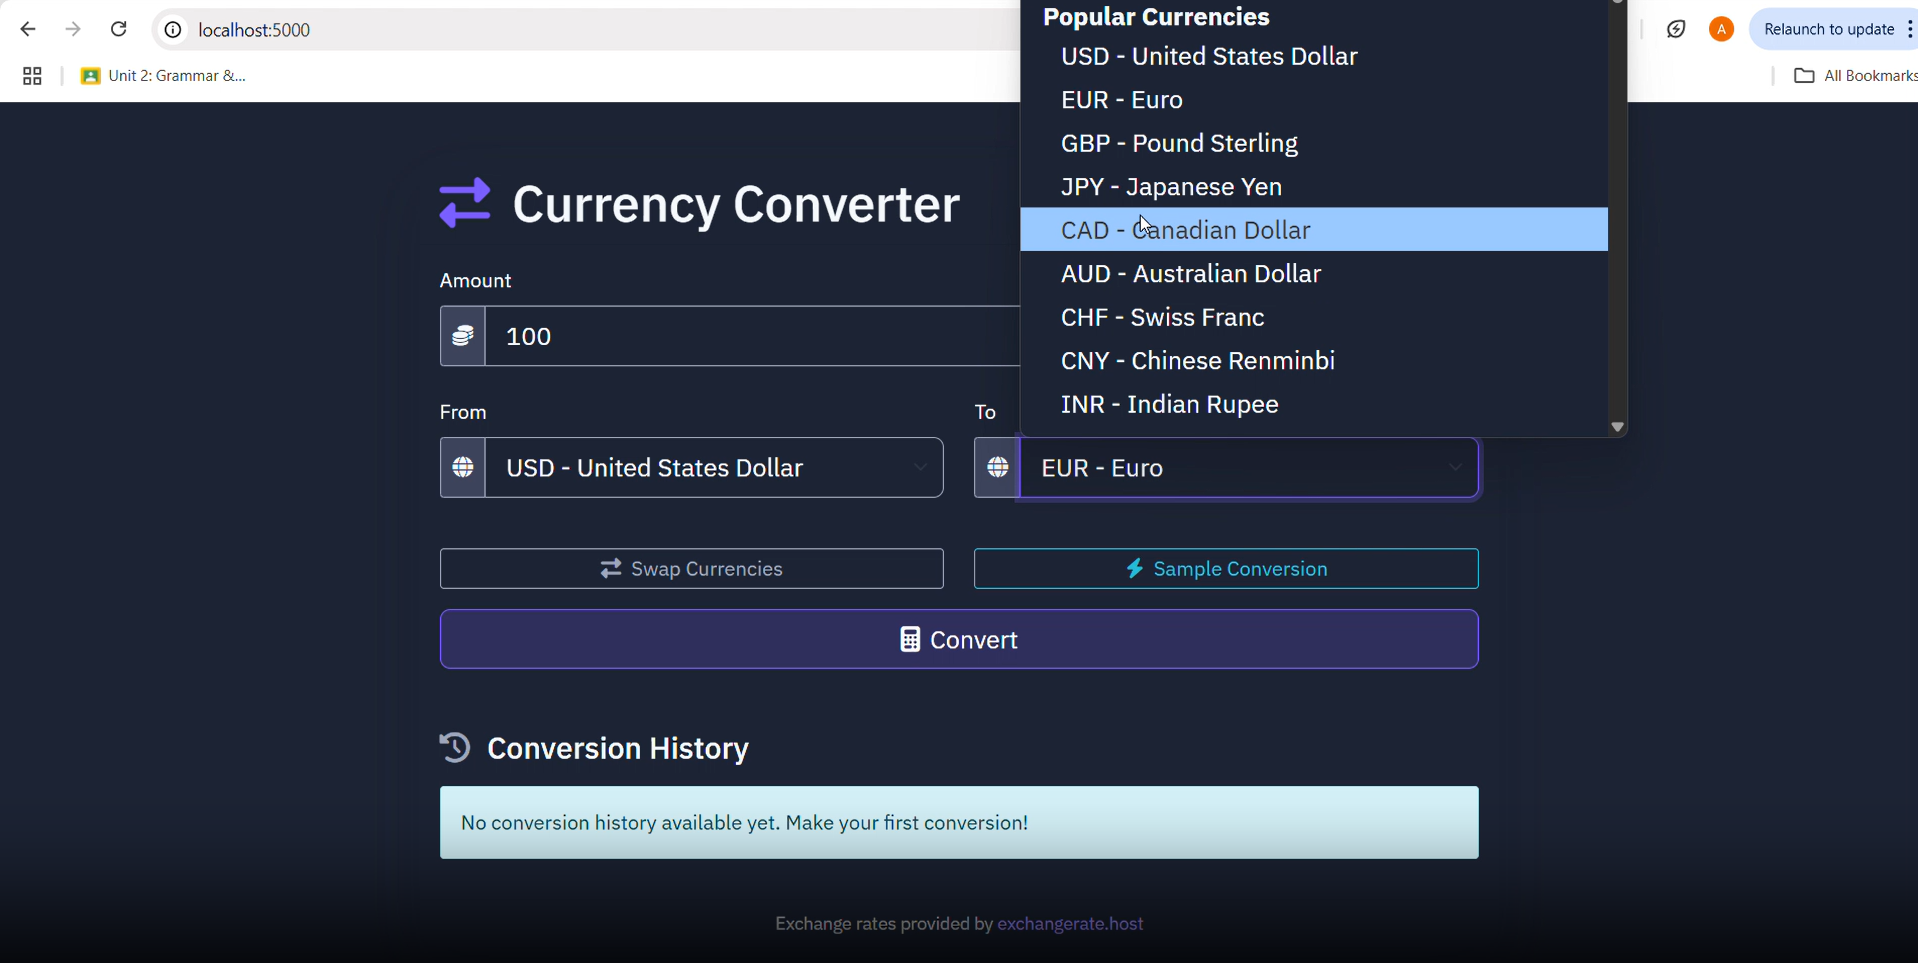 localhost:5000
A
Relaunch to update
Unit 2: Grammar &...
All Bookmarks
Popular Currencies
USD - United States Dollar
EUR - Euro
GBP - Pound Sterling
JPY - Japanese Yen
CAD - Canadian Dollar
AUD - Australian Dollar
CHF - Swiss Franc
CNY - Chinese Renminbi
INR - Indian Rupee
Currency Converter
Amount
100
From
To
USD - United States Dollar
EUR - Euro
Swap Currencies
Sample Conversion
Convert
Conversion History
No conversion history available yet. Make your first conversion!
Exchange rates provided by exchangerate.host